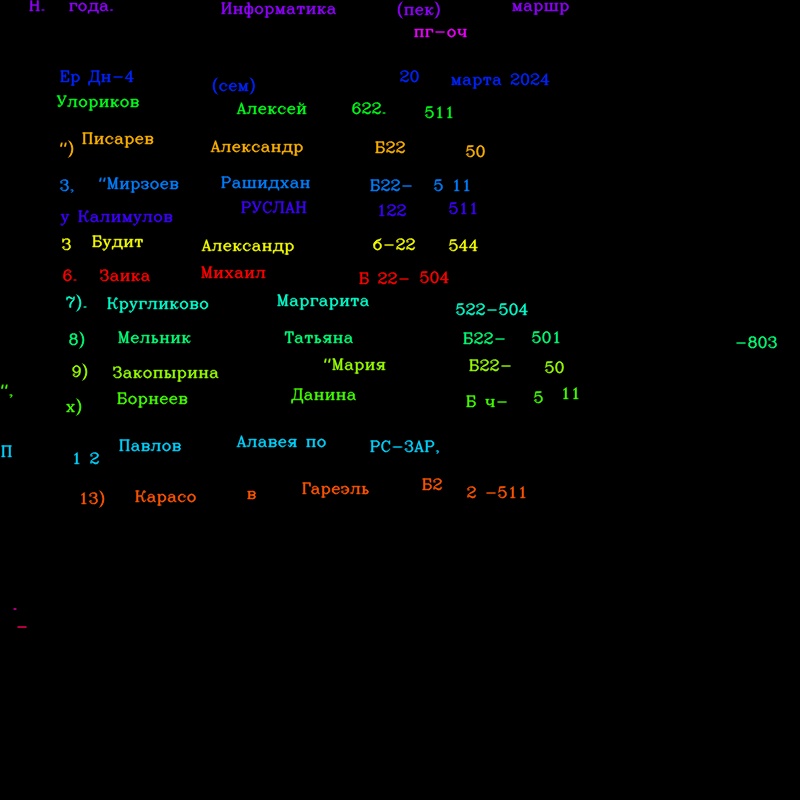 Н. года. Информатика (пек) маршр
пг-оч
Ер Дн-4 (сем) 20 марта 2024
Улориков Алексей 622. 511
“) Писарев Александр Б22 50
3, “Мирзоев Рашидхан Б22- 5 11
у Калимулов РУСЛАН 122 511
3 Будит Александр б-22 544
6. Заика Михаил Б 22- 504
7). Кругликово Маргарита 522-504
8) Мельник Татьяна Б22- 501 -803
9) Закопырина “Мария Б22- 50
“, х) Борнеев Данина Б ч- 5 11
П 1 2 Павлов Алавея по РС-ЗАР,
13) Карасо в Гареэль Б2 2 -511
-
-